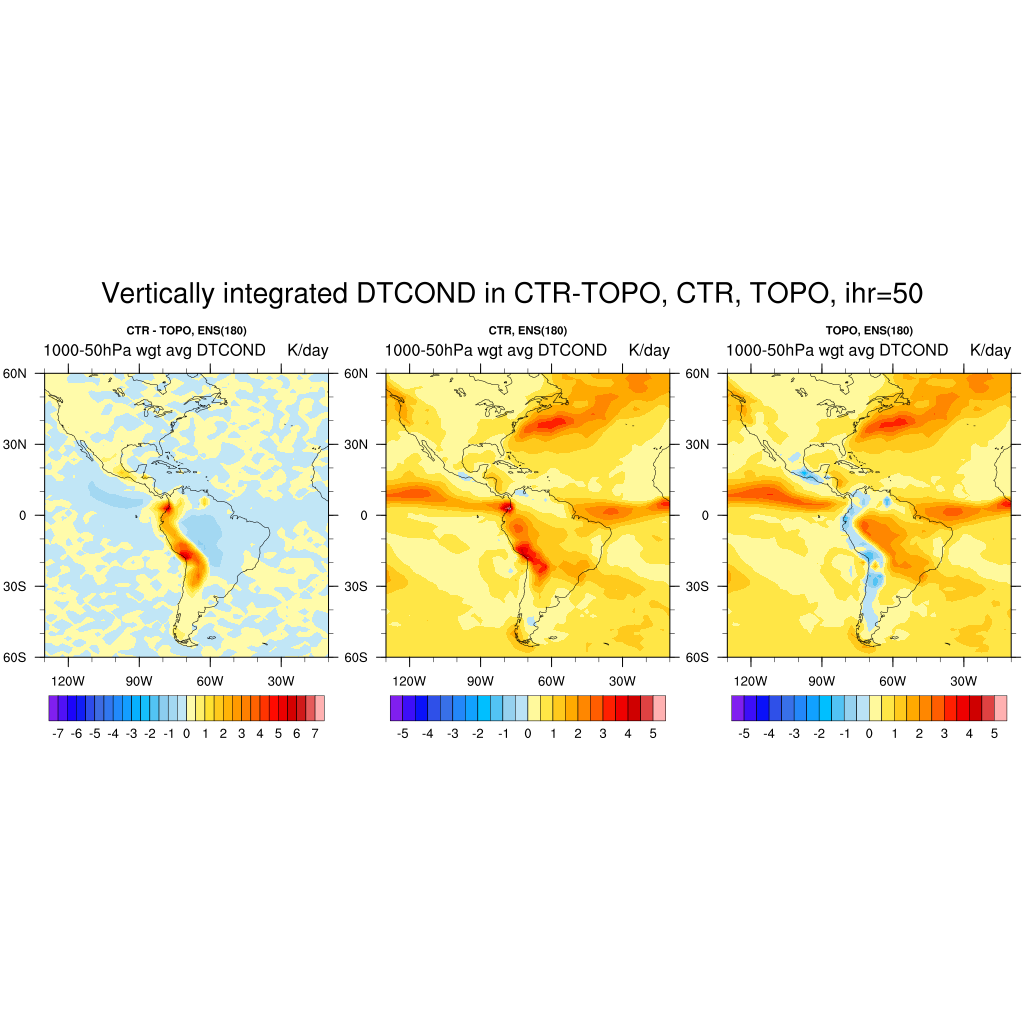 Vertically integrated DTCOND in CTR-TOPO, CTR, TOPO, ihr=50
CTR - TOPO, ENS(180)
1000-50hPa wgt avg DTCOND K/day
60N
30N
0
30S
60S
120W 90W 60W 30W
-7 -6 -5 -4 -3 -2 -1 0 1 2 3 4 5 6 7
CTR, ENS(180)
1000-50hPa wgt avg DTCOND K/day
60N
30N
0
30S
60S
120W 90W 60W 30W
-5 -4 -3 -2 -1 0 1 2 3 4 5
TOPO, ENS(180)
1000-50hPa wgt avg DTCOND K/day
60N
30N
0
30S
60S
120W 90W 60W 30W
-5 -4 -3 -2 -1 0 1 2 3 4 5